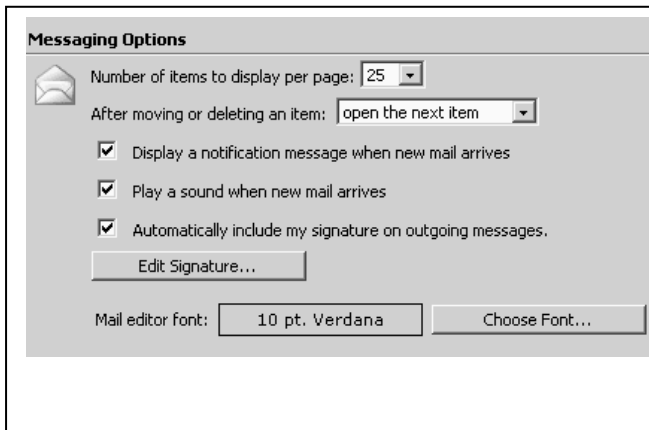 Messaging Options
Number of items to display per page: 25
After moving or deleting an item: open the next item
Display a notification message when new mail arrives
Play a sound when new mail arrives
Automatically include my signature on outgoing messages.
Edit Signature...
Mail editor font: 10 pt. Verdana Choose Font...